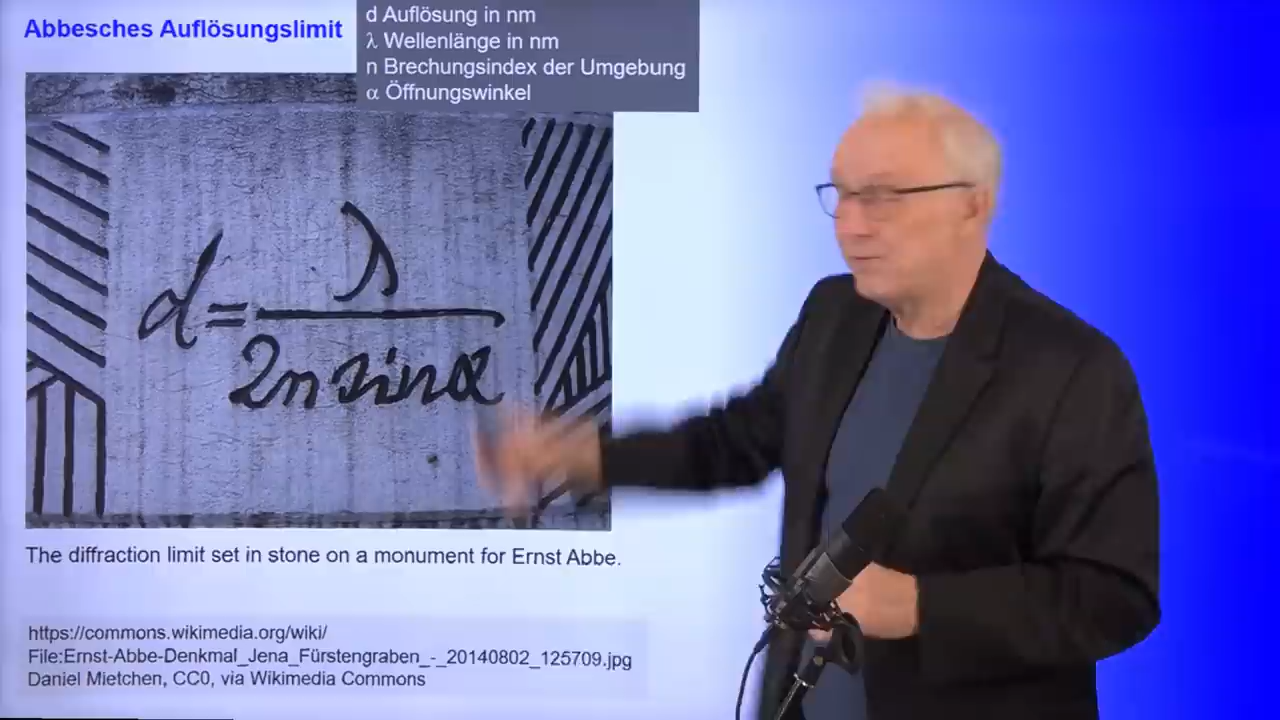 Abbesches Auflösungslimit
d Auflösung in nm
λ Wellenlänge in nm
n Brechungsindex der Umgebung
α Öffnungswinkel
d = λ
2n sin α
The diffraction limit set in stone on a monument for Ernst Abbe.
https://commons.wikimedia.org/wiki/
File:Ernst-Abbe-Denkmal_Jena_Fürstengraben_-_20140802_125709.jpg
Daniel Mietchen, CC0, via Wikimedia Commons